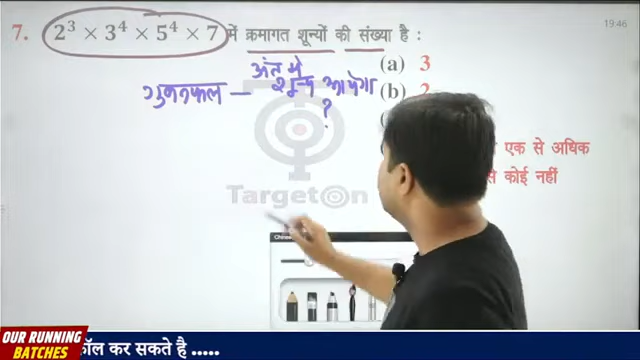 19:46
7. 2³ × 3⁴ × 5⁴ × 7 में क्रमागत शून्यों की संख्या है :
(a) 3
अंत में
गुणनफल — शून्य आयेगा
?
(b) 2
एक से अधिक
से कोई नहीं
TargetOn
OUR RUNNING
BATCHES
कॉल कर सकते है .....